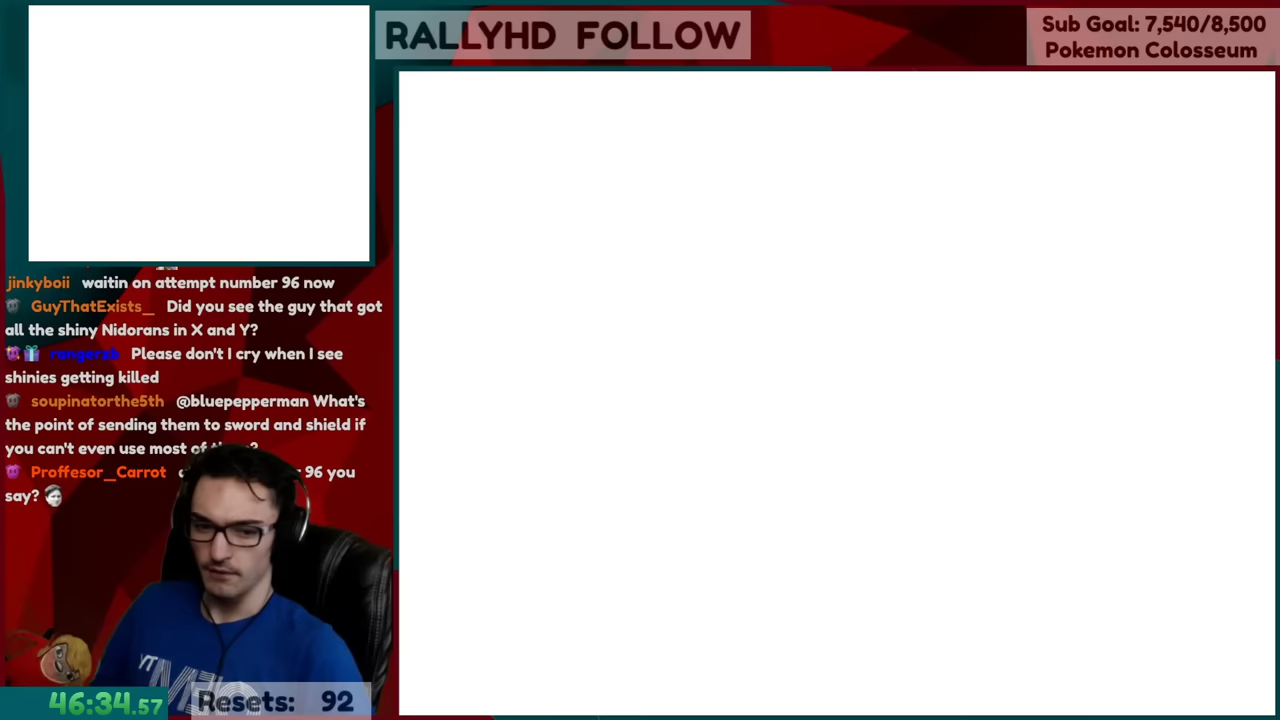 RALLYHD FOLLOW
Sub Goal: 7,540/8,500
Pokemon Colosseum
jinkyboii waitin on attempt number 96 now
GuyThatExists_ Did you see the guy that got
all the shiny Nidorans in X and Y?
Please don't I cry when I see
shinies getting killed
soupinatorthe5th @bluepepperman What's
the point of sending them to sword and shield if
you can't even use most of
Proffesor_Carrot 96 you
say?
YT
46:34.57
Resets: 92